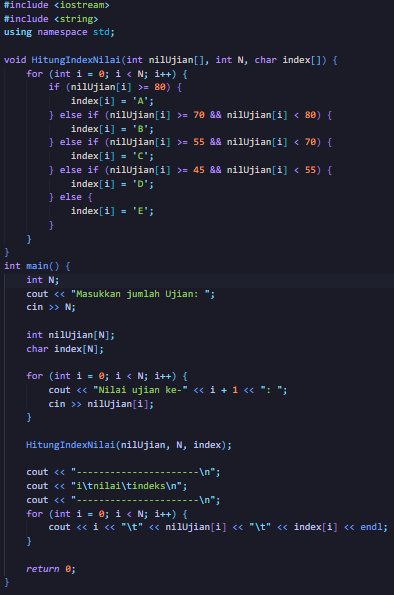 #include <iostream>
#include <string>
using namespace std;

void HitungIndexNilai(int nilUjian[], int N, char index[]) {
    for (int i = 0; i < N; i++) {
        if (nilUjian[i] >= 80) {
            index[i] = 'A';
        } else if (nilUjian[i] >= 70 && nilUjian[i] < 80) {
            index[i] = 'B';
        } else if (nilUjian[i] >= 55 && nilUjian[i] < 70) {
            index[i] = 'C';
        } else if (nilUjian[i] >= 45 && nilUjian[i] < 55) {
            index[i] = 'D';
        } else {
            index[i] = 'E';
        }
    }
}
int main() {
    int N;
    cout << "Masukkan jumlah Ujian: ";
    cin >> N;

    int nilUjian[N];
    char index[N];

    for (int i = 0; i < N; i++) {
        cout << "Nilai ujian ke-" << i + 1 << ": ";
        cin >> nilUjian[i];
    }

    HitungIndexNilai(nilUjian, N, index);

    cout << "----------------------\n";
    cout << "i\tnilai\tindeks\n";
    cout << "----------------------\n";
    for (int i = 0; i < N; i++) {
        cout << i << "\t" << nilUjian[i] << "\t" << index[i] << endl;
    }

    return 0;
}